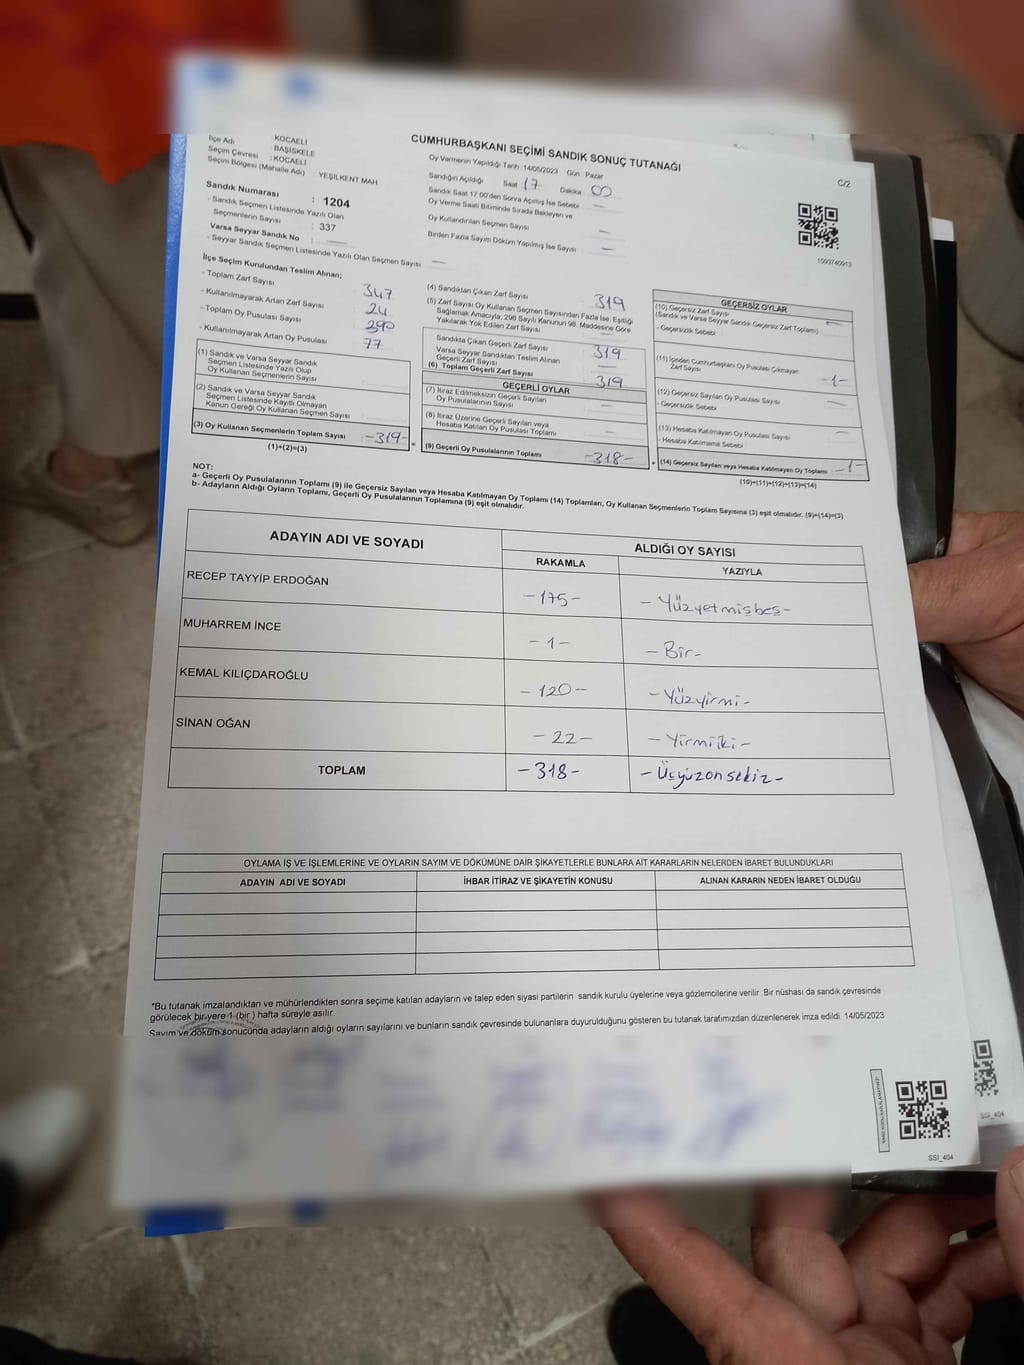 CUMHURBAŞKANI SEÇİMİ SANDIK SONUÇ TUTANAĞI
C/2
: KOCAELİ
İlçe Adı : BAŞİSKELE
Seçim Çevresi : KOCAELİ
Seçim Bölgesi (Mahalle Adı) : YEŞİLKENT MAH.
Sandık Numarası : 1204
- Sandık Seçmen Listesinde Yazılı Olan
Seçmenlerin Sayısı : 337
Varsa Seyyar Sandık No :
- Seyyar Sandık Seçmen Listesinde Yazılı Olan Seçmen Sayısı —
Oy Vermenin Yapıldığı Tarih 14/05/2023 Gün Pazar
Sandığın Açıldığı Saat 17 Dakika 00
Sandık Saat 17.00'den Sonra Açımış İse Sebebi —
Oy Verme Saati Bitiminde Sırada Bekleyen ve
Oy Kullandırılan Seçmen Sayısı —
Birden Fazla Sayım Döküm Yapılmış İse Sayısı —
1093740913
İlçe Seçim Kurulundan Teslim Alınan;
- Toplam Zarf Sayısı 347
- Kullanılmayarak Artan Zarf Sayısı
- Toplam Oy Pusulası Sayısı
- Kullanılmayarak Artan Oy Pusulası 77
(1) Sandık ve Varsa Seyyar Sandık
Seçmen Listesinde Yazılı Olup
Oy Kullanan Seçmenlerin Sayısı
(2) Sandık ve Varsa Seyyar Sandık
Seçmen Listesinde Kayıtlı Olmayan
Kanun Gereği Oy Kullanan Seçmen Sayısı
(3) Oy Kullanan Seçmenlerin Toplam Sayısı -319-
(1)+(2)=(3)
(4) Sandıktan Çıkan Zarf Sayısı 319
(5) Zarf Sayısı Oy Kullanan Seçmen Sayısından Fazla İse, Eşitliği
Sağlamak Amacıyla; 298 Sayılı Kanunun 98. Maddesine Göre
Yakılarak Yok Edilen Zarf Sayısı —
Sandıkta Çıkan Geçerli Zarf Sayısı 319
Varsa Seyyar Sandıktan Teslim Alınan
Geçerli Zarf Sayısı —
(6) Toplam Geçerli Zarf Sayısı 319
GEÇERLİ OYLAR
(7) İtiraz Edilmeksizin Geçerli Sayılan
Oy Pusulalarının Sayısı —
(8) İtiraz Üzerine Geçerli Sayılan veya
Hesaba Katılan Oy Pusulası Toplamı —
(9) Geçerli Oy Pusulalarının Toplamı -318-
GEÇERSİZ OYLAR
(10) Geçersiz Zarf Sayısı
(Sandık ve Varsa Seyyar Sandık Geçersiz Zarf Toplamı) —
- Geçersizlik Sebebi
(11) İçinden Cumhurbaşkanı Oy Pusulası Çıkmayan
Zarf Sayısı -1-
(12) Geçersiz Sayılan Oy Pusulası Sayısı —
- Geçersizlik Sebebi
(13) Hesaba Katılmayan Oy Pusulası Sayısı —
- Hesaba Katılmama Sebebi
(14) Geçersiz Sayılan veya Hesaba Katılmayan Oy Toplamı -1-
(10)+(11)+(12)+(13)=(14)
NOT:
a- Geçerli Oy Pusulalarının Toplamı (9) ile Geçersiz Sayılan veya Hesaba Katılmayan Oy Toplamı (14) Toplamları, Oy Kullanan Seçmenlerin Toplam Sayısına (3) eşit olmalıdır. (9)+(14)=(3)
b- Adayların Aldığı Oyların Toplamı, Geçerli Oy Pusulalarının Toplamına (9) eşit olmalıdır.
ADAYIN ADI VE SOYADI ALDIĞI OY SAYISI
RAKAMLA YAZIYLA
RECEP TAYYİP ERDOĞAN -175- -Yüzyetmişbeş-
MUHARREM İNCE -1- -Bir-
KEMAL KILIÇDAROĞLU -120- -Yüzyirmi-
SİNAN OĞAN -22- -Yirmiiki-
TOPLAM -318- -Üçyüzonsekiz-
OYLAMA İŞ VE İŞLEMLERİNE VE OYLARIN SAYIM VE DÖKÜMÜNE DAİR ŞİKAYETLERLE BUNLARA AİT KARARLARIN NELERDEN İBARET BULUNDUKLARI
ADAYIN ADI VE SOYADI İHBAR İTİRAZ VE ŞİKAYETİN KONUSU ALINAN KARARIN NEDEN İBARET OLDUĞU
*Bu tutanak imzalandıktan ve mühürlendikten sonra seçime katılan adayların ve talep eden siyasi partilerin sandık kurulu üyelerine veya gözlemcilerine verilir. Bir nüshası da sandık çevresinde
görülecek bir yere 1 (bir ) hafta süreyle asılır.
Sayım ve döküm sonucunda adayların aldığı oyların sayılarını ve bunların sandık çevresinde bulunanlara duyurulduğunu gösteren bu tutanak tarafımızdan düzenlenerek imza edildi. 14/05/2023
SSI_404
SSI_404